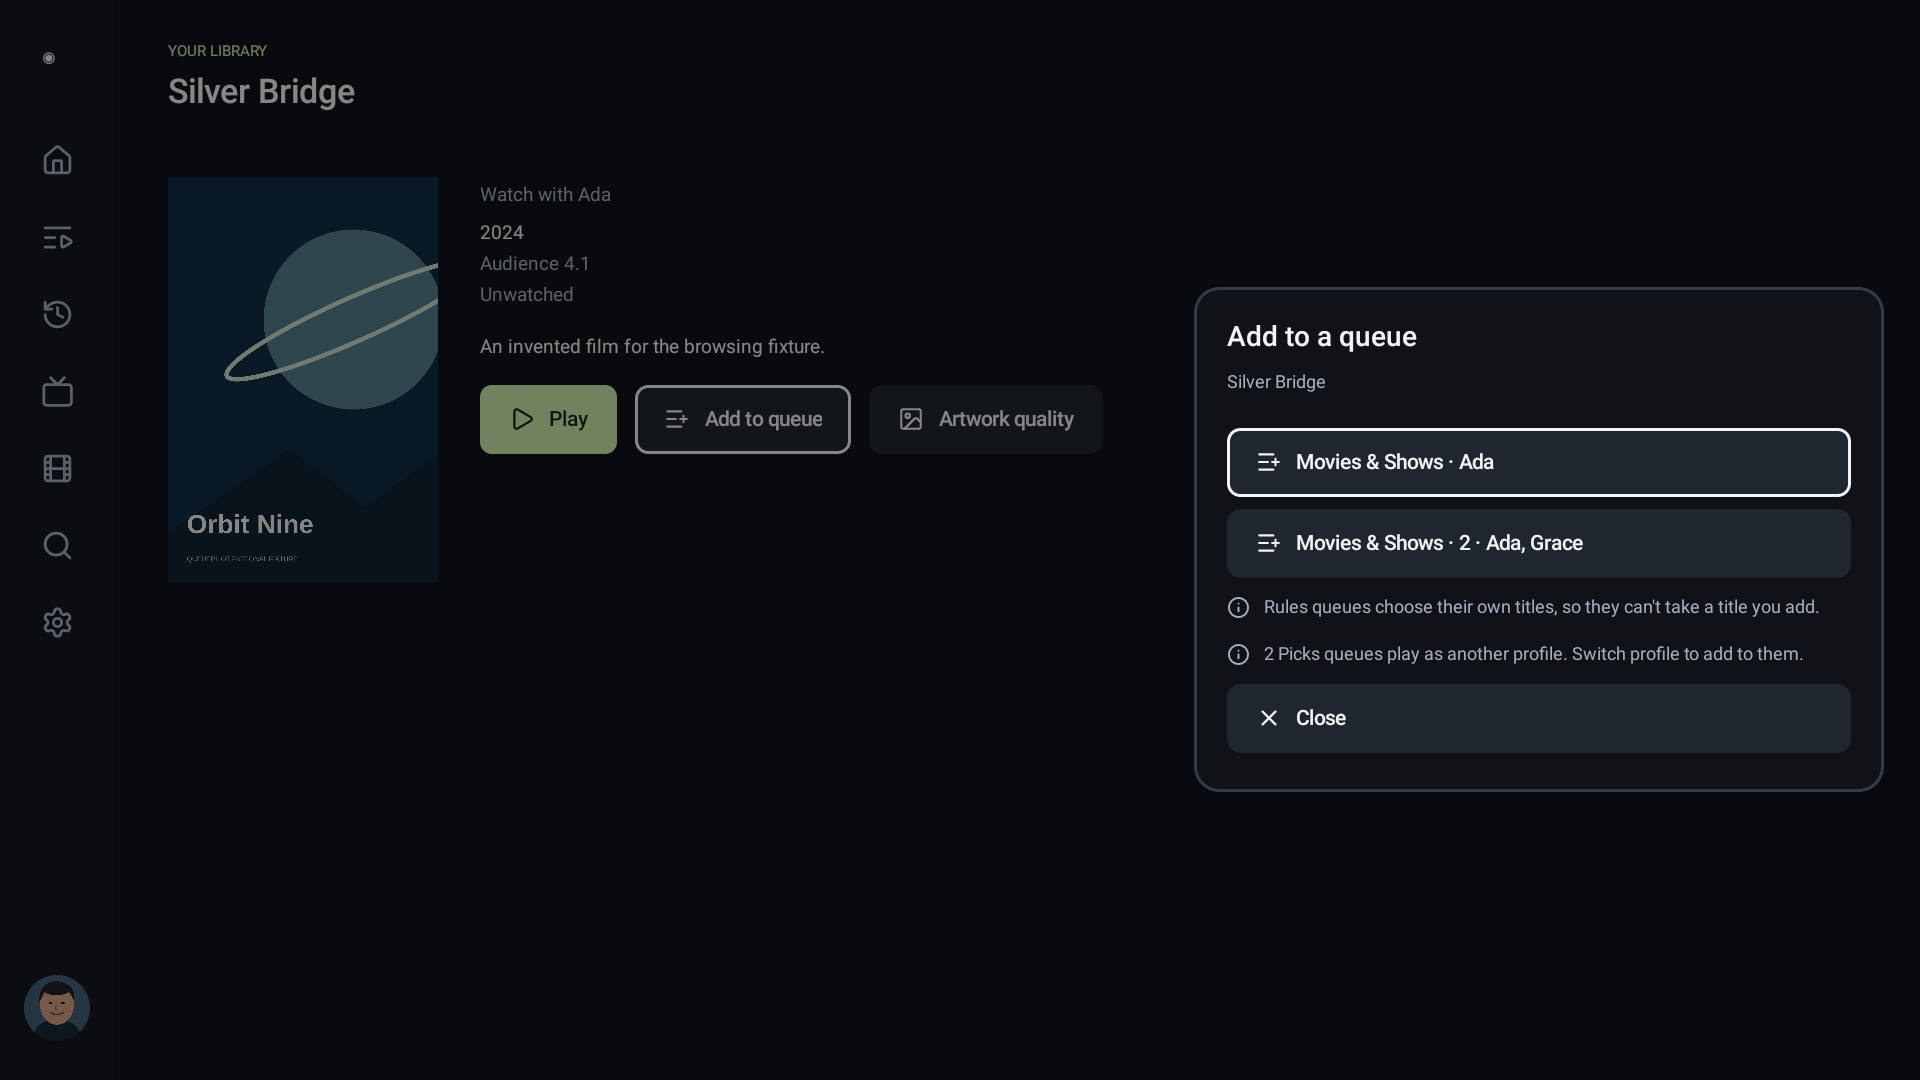 YOUR LIBRARY
Silver Bridge
Watch with Ada
2024
Audience 4.1
Unwatched
An invented film for the browsing fixture.
Play
Add to queue
Artwork quality
Orbit Nine
QUEUEPILOT FICTIONAL FIXTURE
Add to a queue
Silver Bridge
Movies & Shows · Ada
Movies & Shows · 2 · Ada, Grace
Rules queues choose their own titles, so they can't take a title you add.
2 Picks queues play as another profile. Switch profile to add to them.
Close